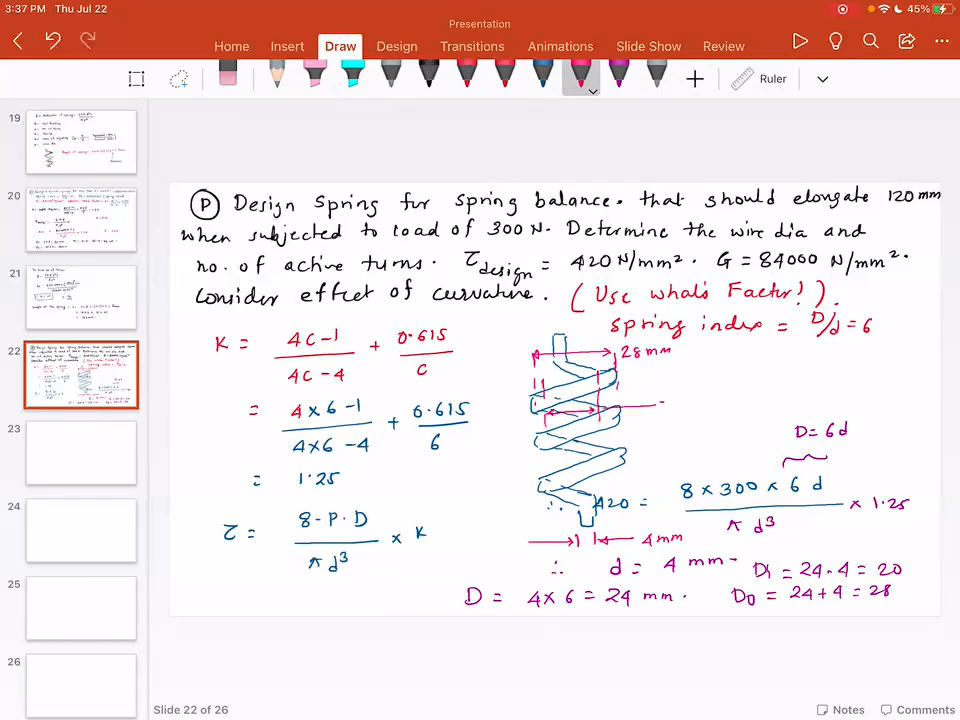 3:37 PM Thu Jul 22
45%
Presentation
Home Insert Draw Design Transitions Animations Slide Show Review
Ruler
19
20
21
22
23
24
25
26
P Design Spring for Spring balance. that should elongate 120 mm
when subjected to load of 300 N. Determine the wire dia and
no. of active turns. τdesign = 420 N/mm². G = 84000 N/mm².
Consider effect of curvature. (Use whal's Factor!).
Spring index = D/d = 6
K = (4C-1)/(4C-4) + 0.615/C
= (4×6-1)/(4×6-4) + 0.615/6
= 1.25
τ = (8·P·D)/(πd³) × K
28 mm
D = 6d
∴ 420 = (8 × 300 × 6d)/(πd³) × 1.25
4 mm
∴ d = 4 mm
D = 4×6 = 24 mm.
Di = 24-4 = 20
D0 = 24+4 = 28
Slide 22 of 26
Notes Comments